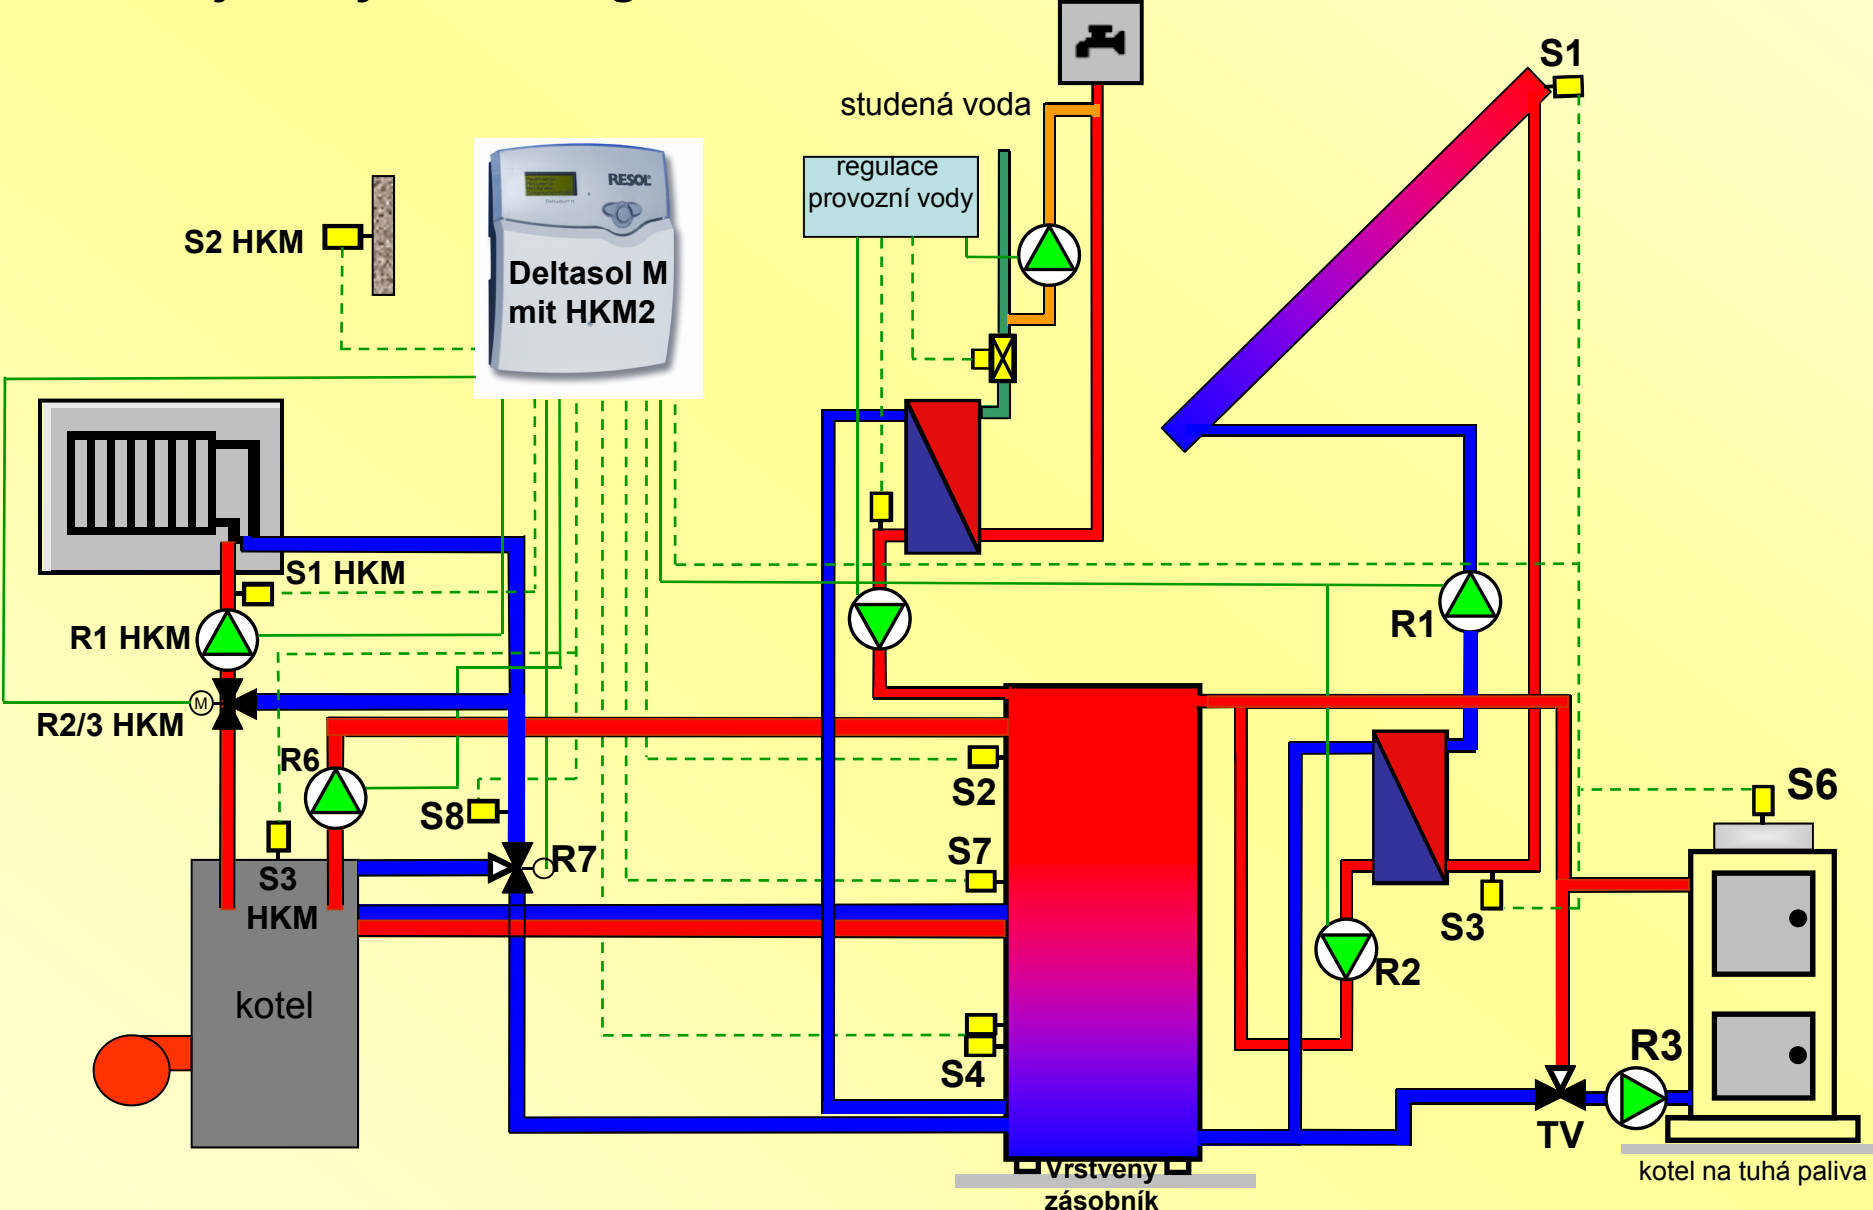 S1
studená voda
regulace
provozní vody
RESOL
S2 HKM
Deltasol M
mit HKM2
S1 HKM
R1 HKM
R1
M
R2/3 HKM
R6
S2
S6
S8
S7
R7
S3
HKM
S3
R2
kotel
R3
S4
TV
Vrstvený
zásobník
kotel na tuhá paliva